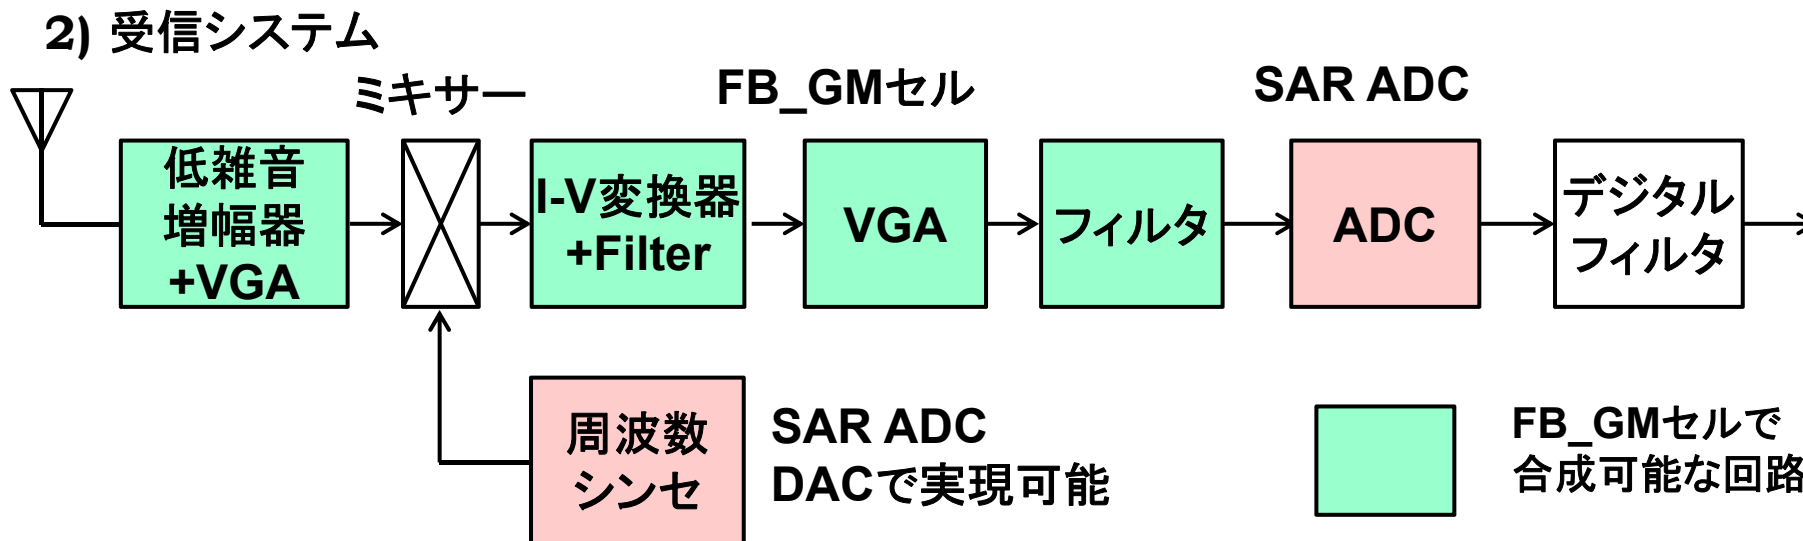 2) 受信システム
ミキサー
FB_GMセル
SAR ADC
低雑音
増幅器
+VGA
I-V変換器
+Filter
VGA
フィルタ
ADC
デジタル
フィルタ
周波数
シンセ
SAR ADC
DACで実現可能
FB_GMセルで
合成可能な回路